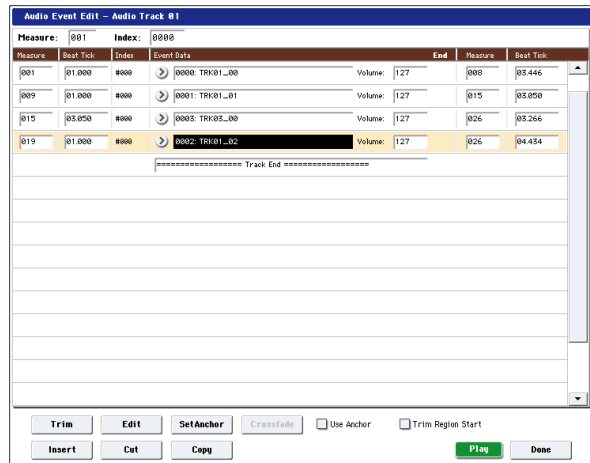 Audio Event Edit – Audio Track 01
Measure: 001 Index: 0000
Measure Beat Tick Index Event Data End Measure Beat Tick
001 01.000 #000 0000: TRK01_00 Volume: 127 008 03.446
009 01.000 #000 0001: TRK01_01 Volume: 127 015 03.050
015 03.050 #000 0003: TRK03_00 Volume: 127 026 03.266
019 01.000 #000 0002: TRK01_02 Volume: 127 026 04.434
================== Track End ==================
Trim Edit SetAnchor Crossfade Use Anchor Trim Region Start
Insert Cut Copy Play Done